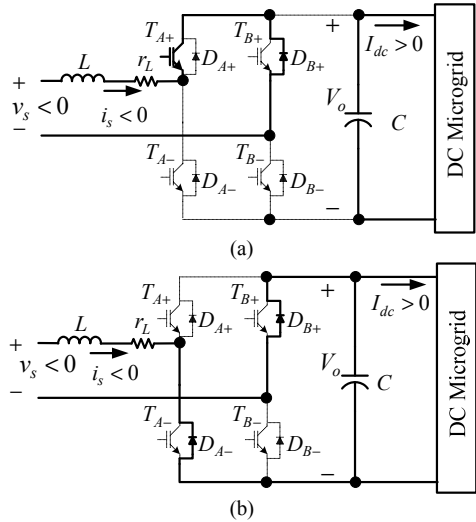 T_{A+} D_{A+} T_{B+} D_{B+} I_{dc} > 0
+ L r_L +
v_s < 0 i_s < 0 V_o C DC Microgrid
−
T_{A−} D_{A−} T_{B−} D_{B−} −
(a)
T_{A+} D_{A+} T_{B+} D_{B+} I_{dc} > 0
+ L r_L +
v_s < 0 i_s < 0 V_o C DC Microgrid
−
T_{A−} D_{A−} T_{B−} D_{B−} −
(b)